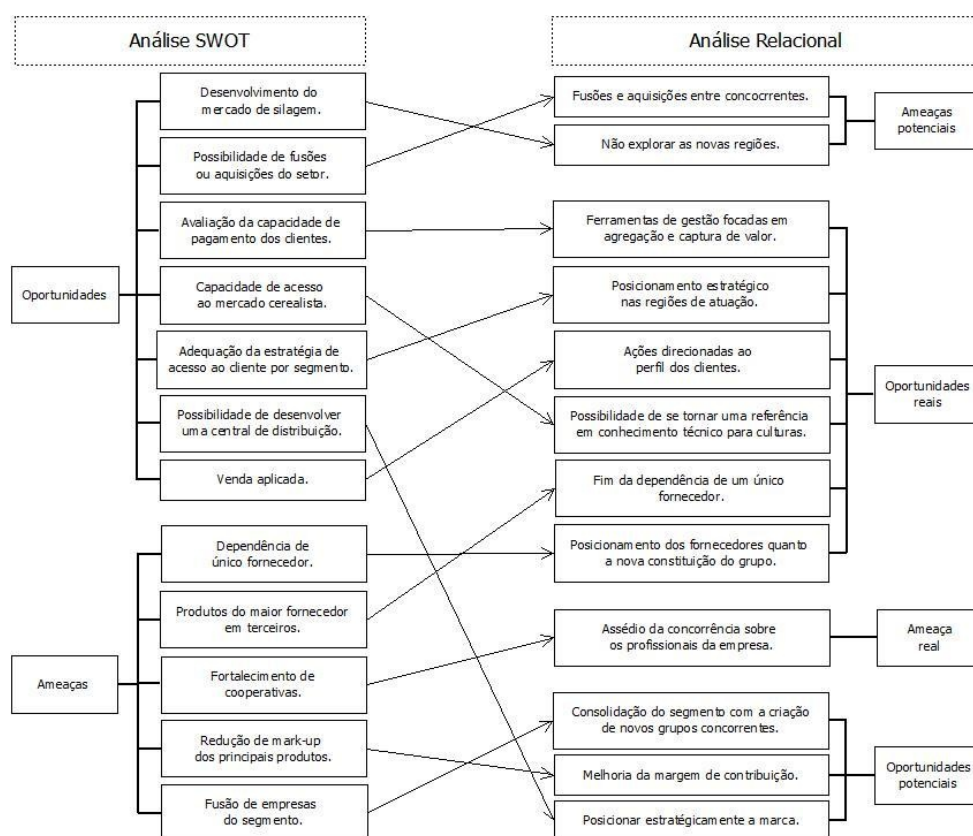 Análise SWOT
Análise Relacional
Oportunidades
Desenvolvimento do
mercado de silagem.
Possibilidade de fusões
ou aquisições do setor.
Avaliação da capacidade de
pagamento dos clientes.
Capacidade de acesso
ao mercado cerealista.
Adequação da estratégia de
acesso ao cliente por segmento.
Possibilidade de desenvolver
uma central de distribuição.
Venda aplicada.
Ameaças
Dependência de
único fornecedor.
Produtos do maior fornecedor
em terceiros.
Fortalecimento de
cooperativas.
Redução de mark-up
dos principais produtos.
Fusão de empresas
do segmento.
Fusões e aquisições entre concocrrentes.
Não explorar as novas regiões.
Ameaças
potenciais
Ferramentas de gestão focadas em
agregação e captura de valor.
Posicionamento estratégico
nas regiões de atuação.
Ações direcionadas ao
perfil dos clientes.
Possibilidade de se tornar uma referência
em conhecimento técnico para culturas.
Fim da dependência de um único
fornecedor.
Posicionamento dos fornecedores quanto
a nova constituição do grupo.
Oportunidades
reais
Assédio da concorrência sobre
os profissionais da empresa.
Ameaça
real
Consolidação do segmento com a criação
de novos grupos concorrentes.
Melhoria da margem de contribuição.
Posicionar estratégicamente a marca.
Oportunidades
potenciais